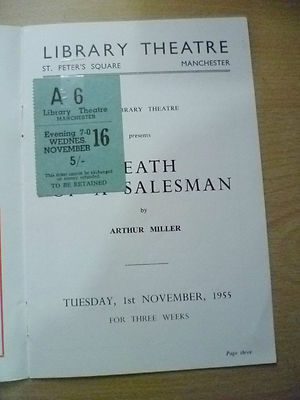 LIBRARY THEATRE
ST. PETER'S SQUARE MANCHESTER
A 6
Library Theatre
MANCHESTER
Evening 7-0
WEDNES. 16
NOVEMBER
5/-
This ticket cannot be exchanged
or money refunded.
TO BE RETAINED
BRARY THEATRE
presents
EATH
OF A SALESMAN
by
ARTHUR MILLER
TUESDAY, 1st NOVEMBER, 1955
FOR THREE WEEKS
Page three